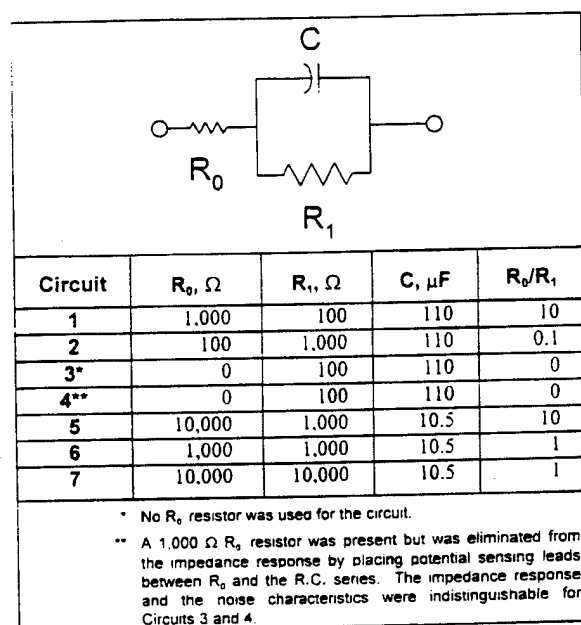 C
R₀
R₁
Circuit R₀, Ω R₁, Ω C, μF R₀/R₁
1 1,000 100 110 10
2 100 1,000 110 0.1
3* 0 100 110 0
4** 0 100 110 0
5 10,000 1.000 10.5 10
6 1,000 1.000 10.5 1
7 10.000 10,000 10.5 1
* No R₀ resistor was used for the circuit.
** A 1,000 Ω R₀ resistor was present but was eliminated from
the impedance response by placing potential sensing leads
between R₀ and the R.C. series. The impedance response
and the noise characteristics were indistinguishable for
Circuits 3 and 4.